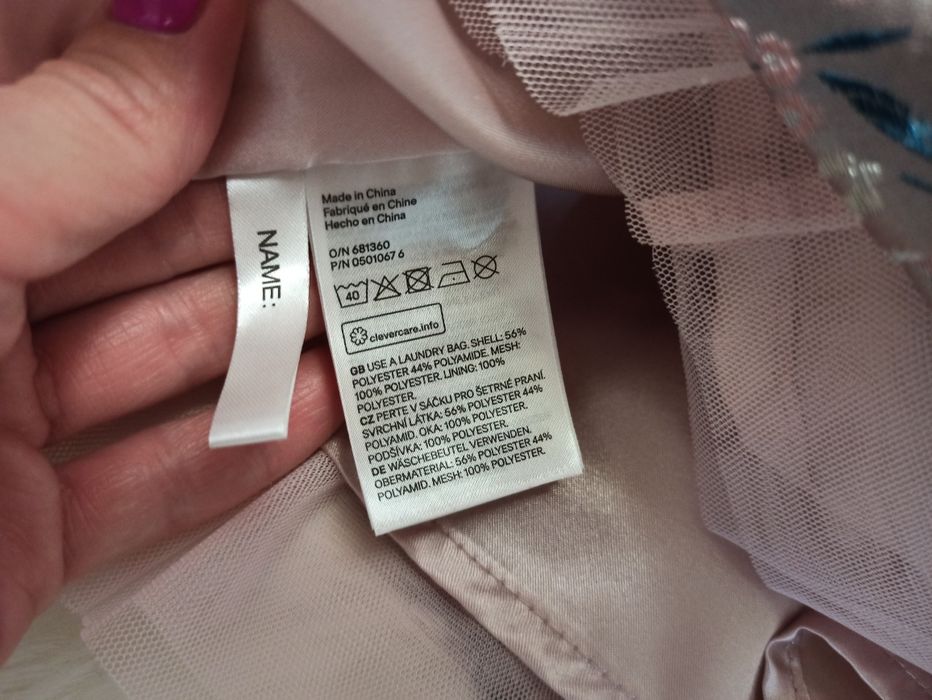 NAME:
Made in China
Fabriqué en Chine
Hecho en China
O/N 681360
P/N 0501067 6
40
clevercare.info
GB USE A LAUNDRY BAG. SHELL: 56%
POLYESTER 44% POLYAMIDE. MESH:
100% POLYESTER. LINING: 100%
POLYESTER.
CZ PERTE V SÁČKU PRO ŠETRNÉ PRANÍ.
SVRCHNÍ LÁTKA: 56% POLYESTER 44%
POLYAMID. OKA: 100% POLYESTER.
PODŠÍVKA: 100% POLYESTER.
DE WÄSCHEBEUTEL VERWENDEN.
OBERMATERIAL: 56% POLYESTER 44%
POLYAMID. MESH: 100% POLYESTER.